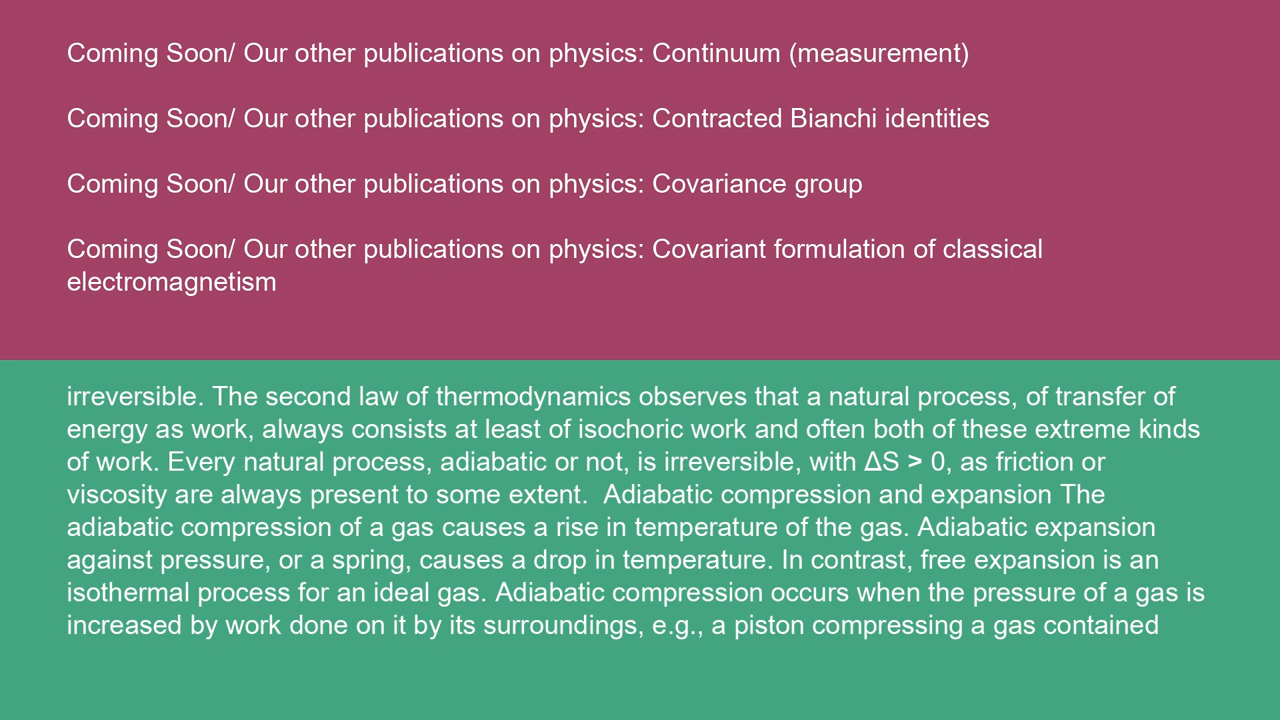 Coming Soon/ Our other publications on physics: Continuum (measurement)
Coming Soon/ Our other publications on physics: Contracted Bianchi identities
Coming Soon/ Our other publications on physics: Covariance group
Coming Soon/ Our other publications on physics: Covariant formulation of classical
electromagnetism
irreversible. The second law of thermodynamics observes that a natural process, of transfer of
energy as work, always consists at least of isochoric work and often both of these extreme kinds
of work. Every natural process, adiabatic or not, is irreversible, with ΔS > 0, as friction or
viscosity are always present to some extent.  Adiabatic compression and expansion The
adiabatic compression of a gas causes a rise in temperature of the gas. Adiabatic expansion
against pressure, or a spring, causes a drop in temperature. In contrast, free expansion is an
isothermal process for an ideal gas. Adiabatic compression occurs when the pressure of a gas is
increased by work done on it by its surroundings, e.g., a piston compressing a gas contained